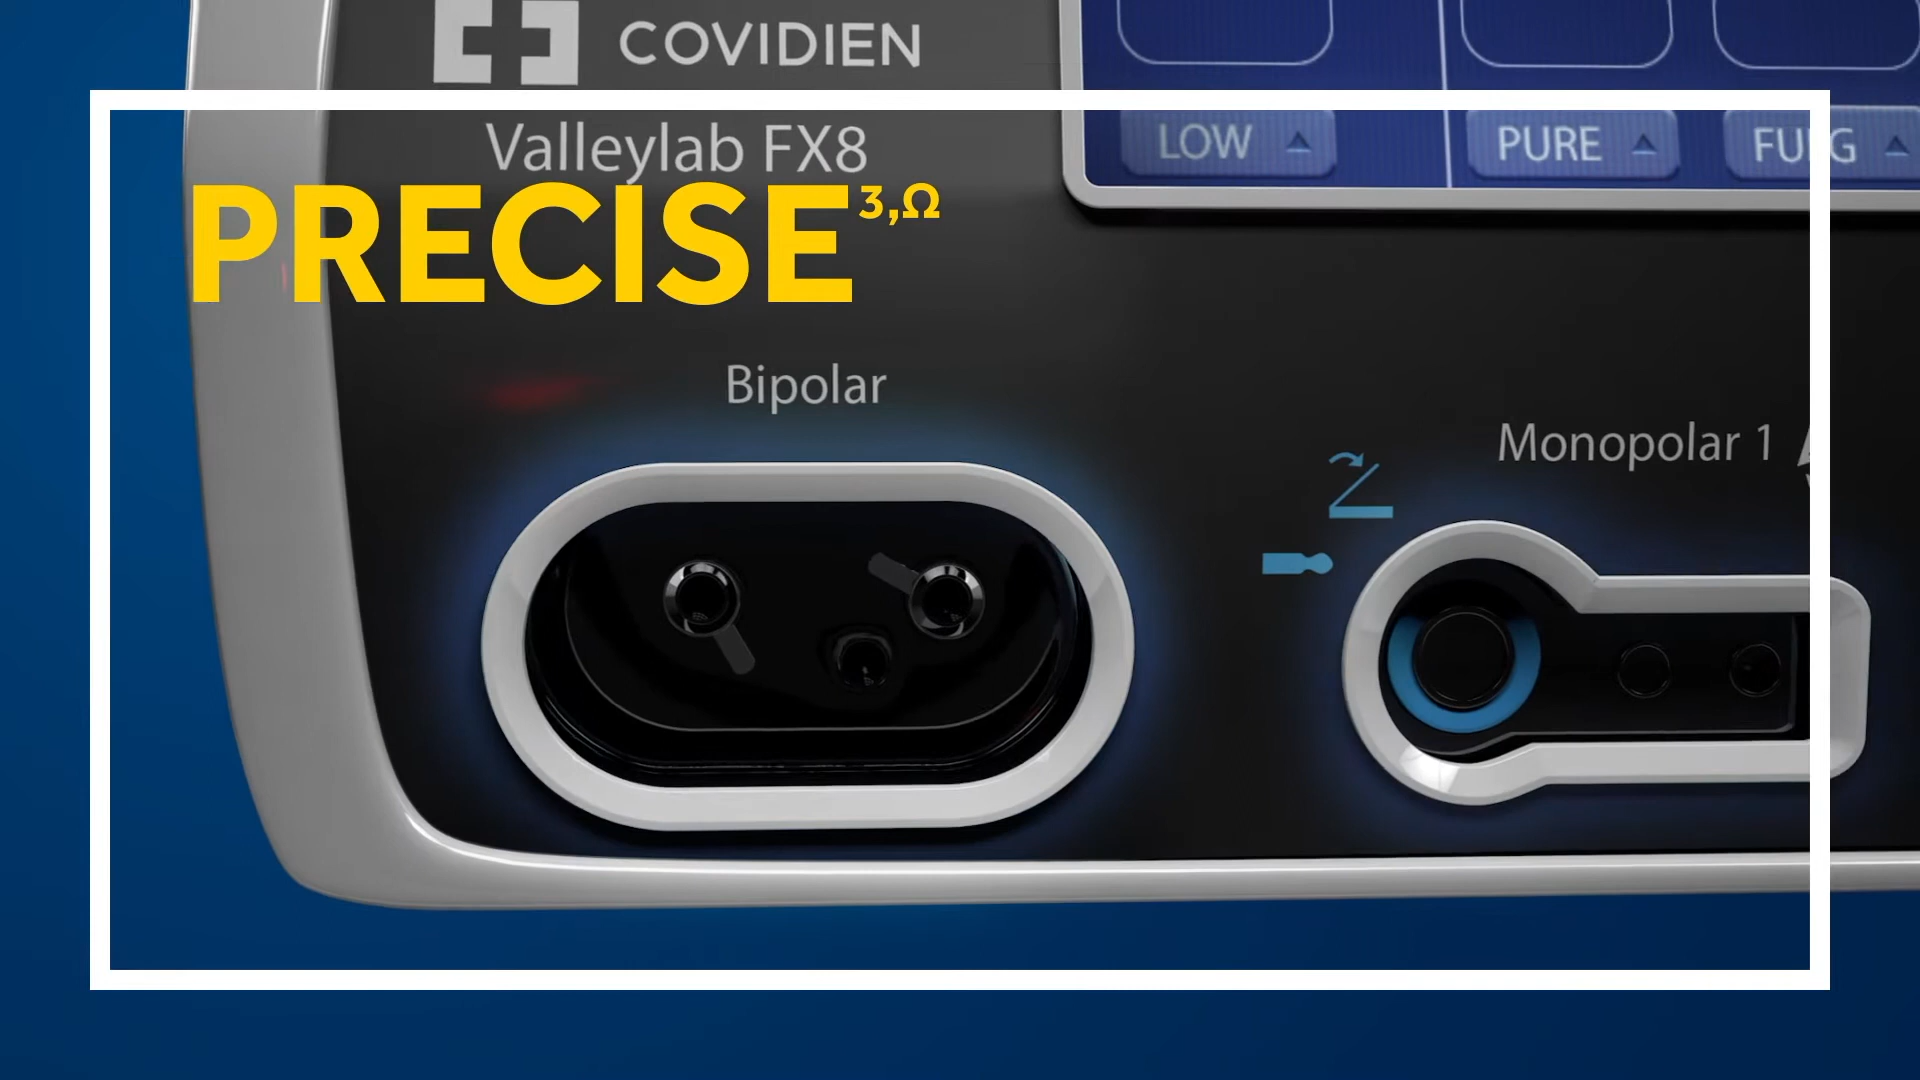 COVIDIEN
Valleylab FX8
LOW
PURE
PRECISE³,Ω
Bipolar
Monopolar 1